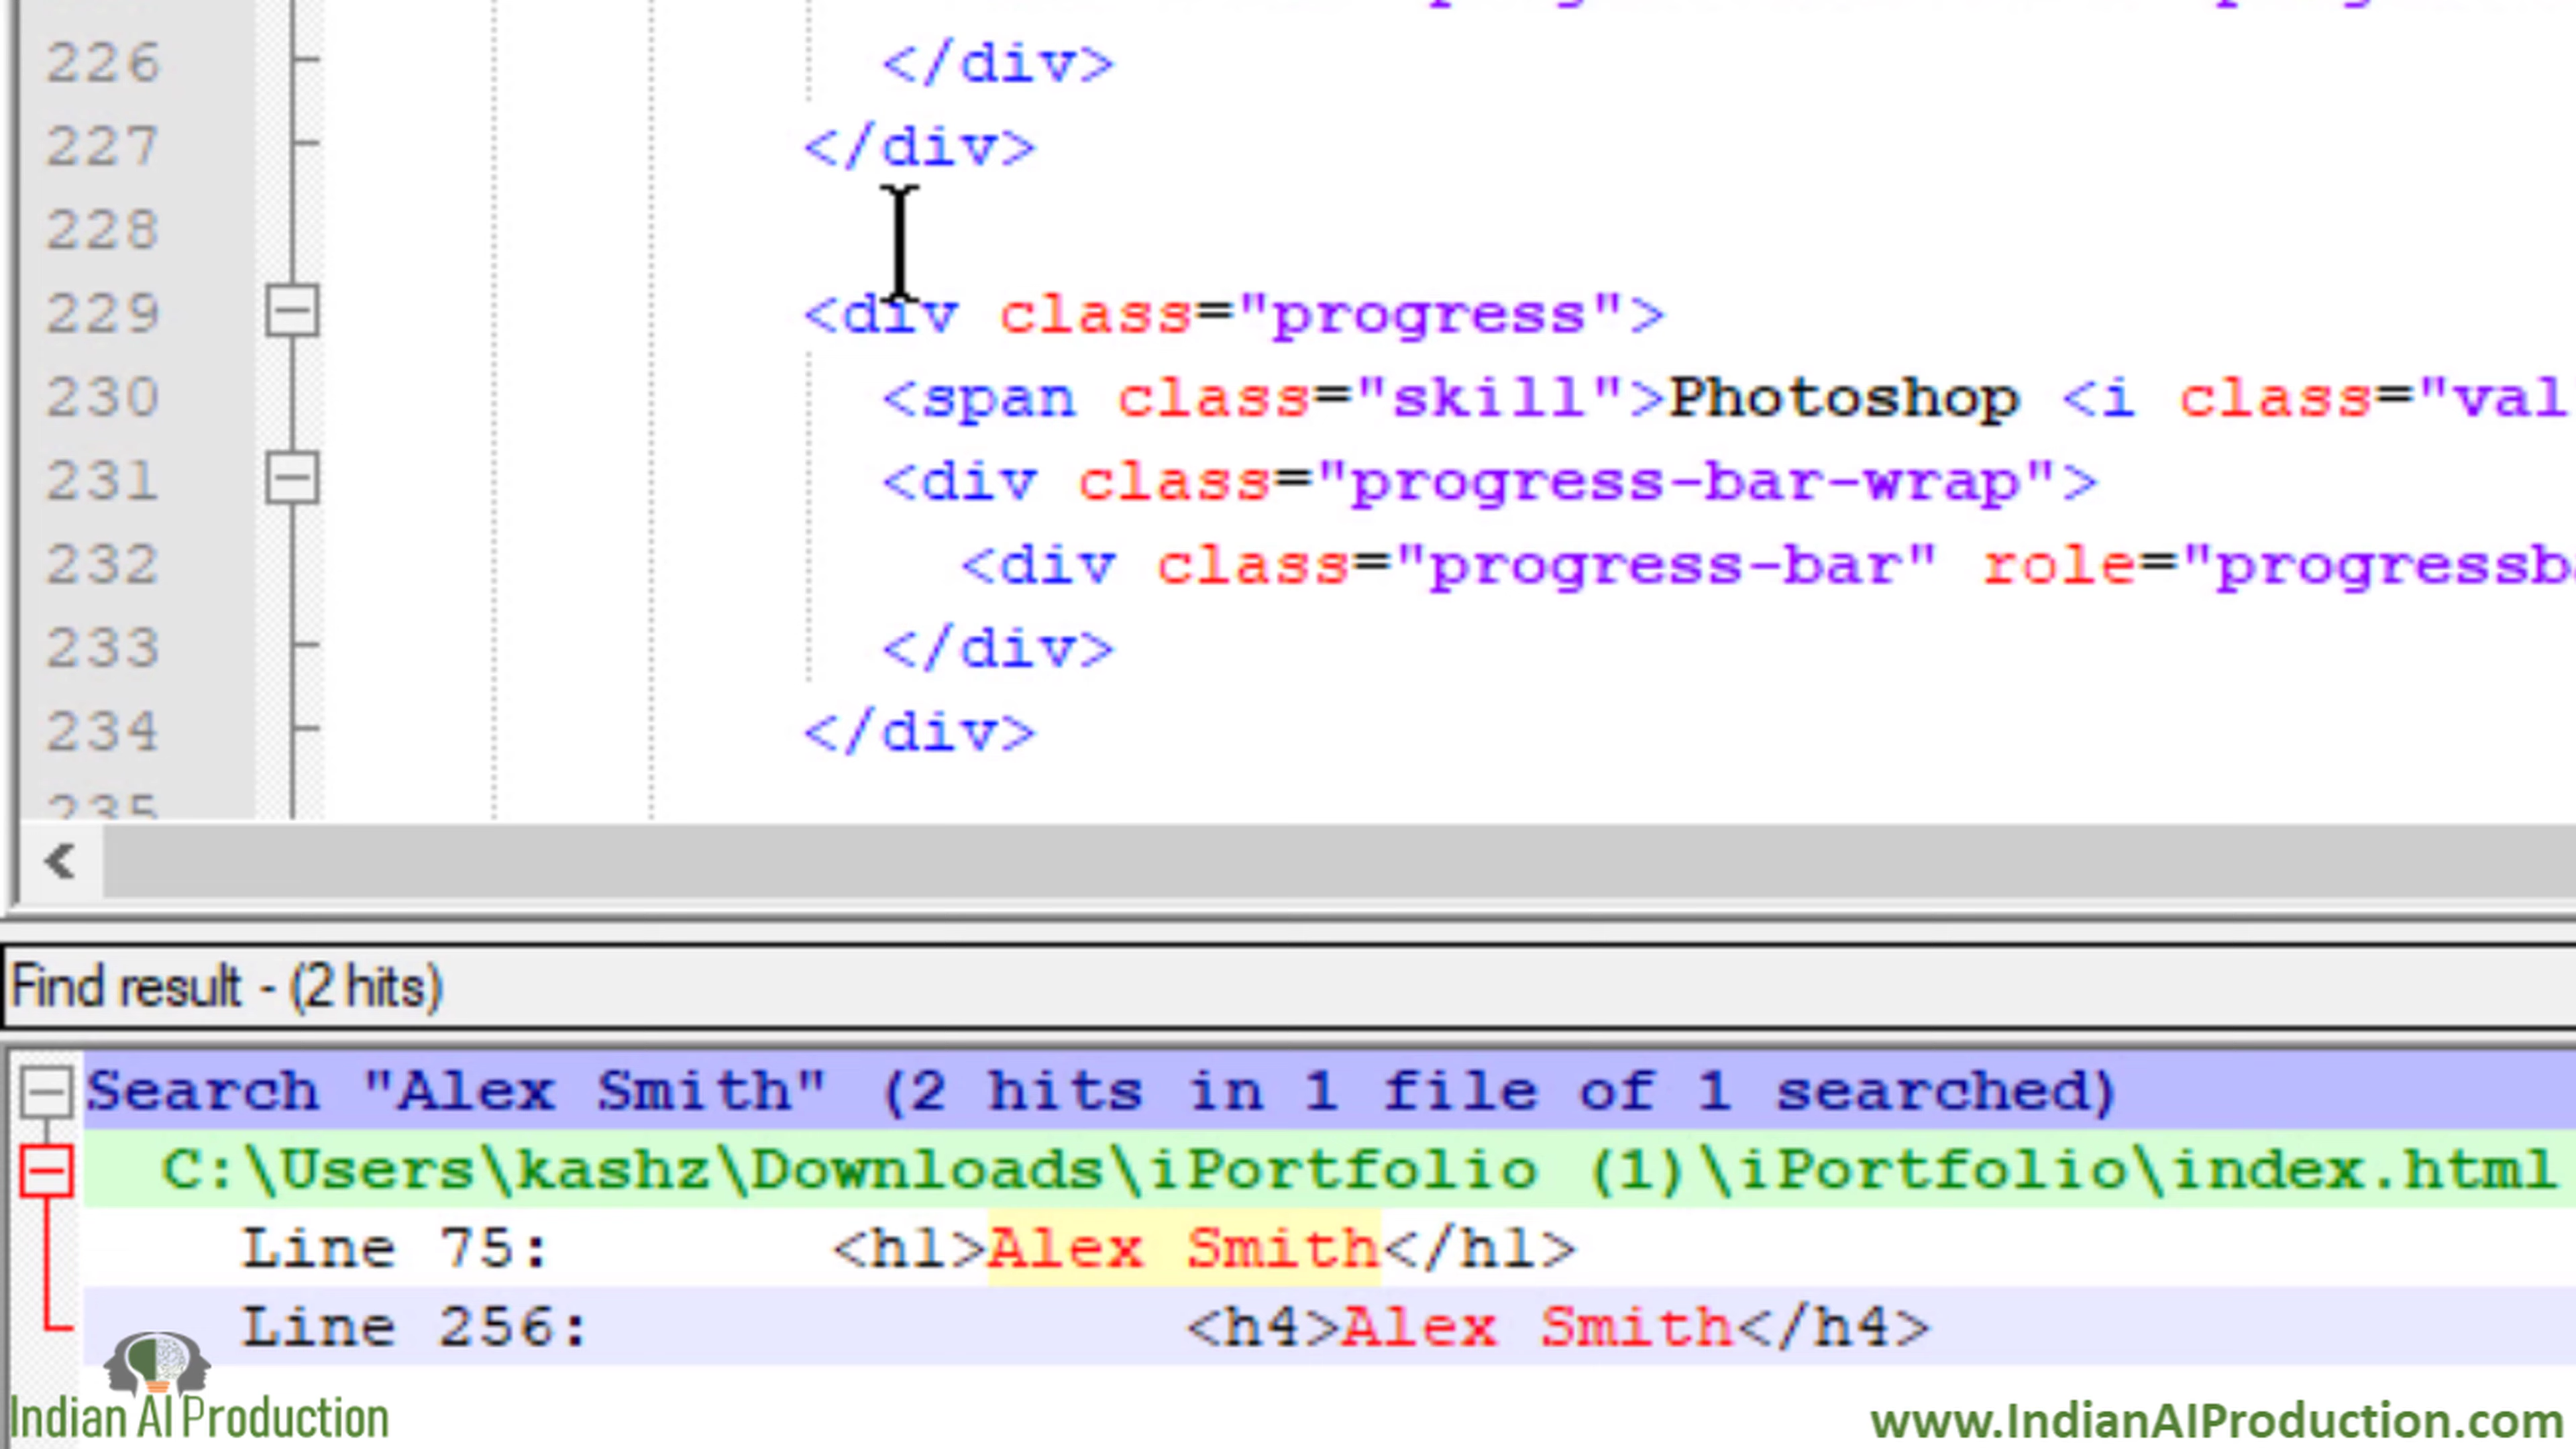 226 </div>
227 </div>
228
229 <div class="progress">
230 <span class="skill">Photoshop <i class="val
231 <div class="progress-bar-wrap">
232 <div class="progress-bar" role="progressb
233 </div>
234 </div>
235
Find result - (2 hits)
Search "Alex Smith" (2 hits in 1 file of 1 searched)
C:\Users\kashz\Downloads\iPortfolio (1)\iPortfolio\index.html
Line 75: <h1>Alex Smith</h1>
Line 256: <h4>Alex Smith</h4>
Indian AI Production
www.IndianAIProduction.com